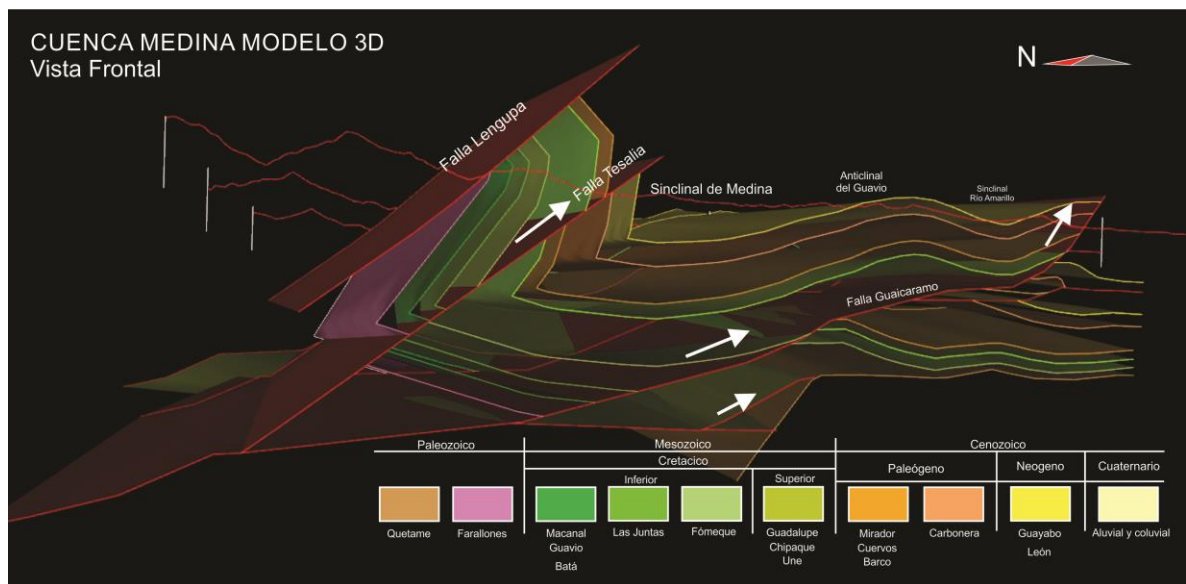 CUENCA MEDINA MODELO 3D
Vista Frontal
N
Falla Lengupa
Falla Tesalia
Sinclinal de Medina
Anticlinal
del Guavio
Sinclinal
Río Amarillo
Falla Guaicaramo
Paleozoico
Mesozoico
Cenozoico
Cretacico
Inferior
Superior
Paleógeno
Neogeno
Cuaternario
Quetame
Farallones
Macanal
Guavio
Batá
Las Juntas
Fómeque
Guadalupe
Chipaque
Une
Mirador
Cuervos
Barco
Carbonera
Guayabo
León
Aluvial y coluvial